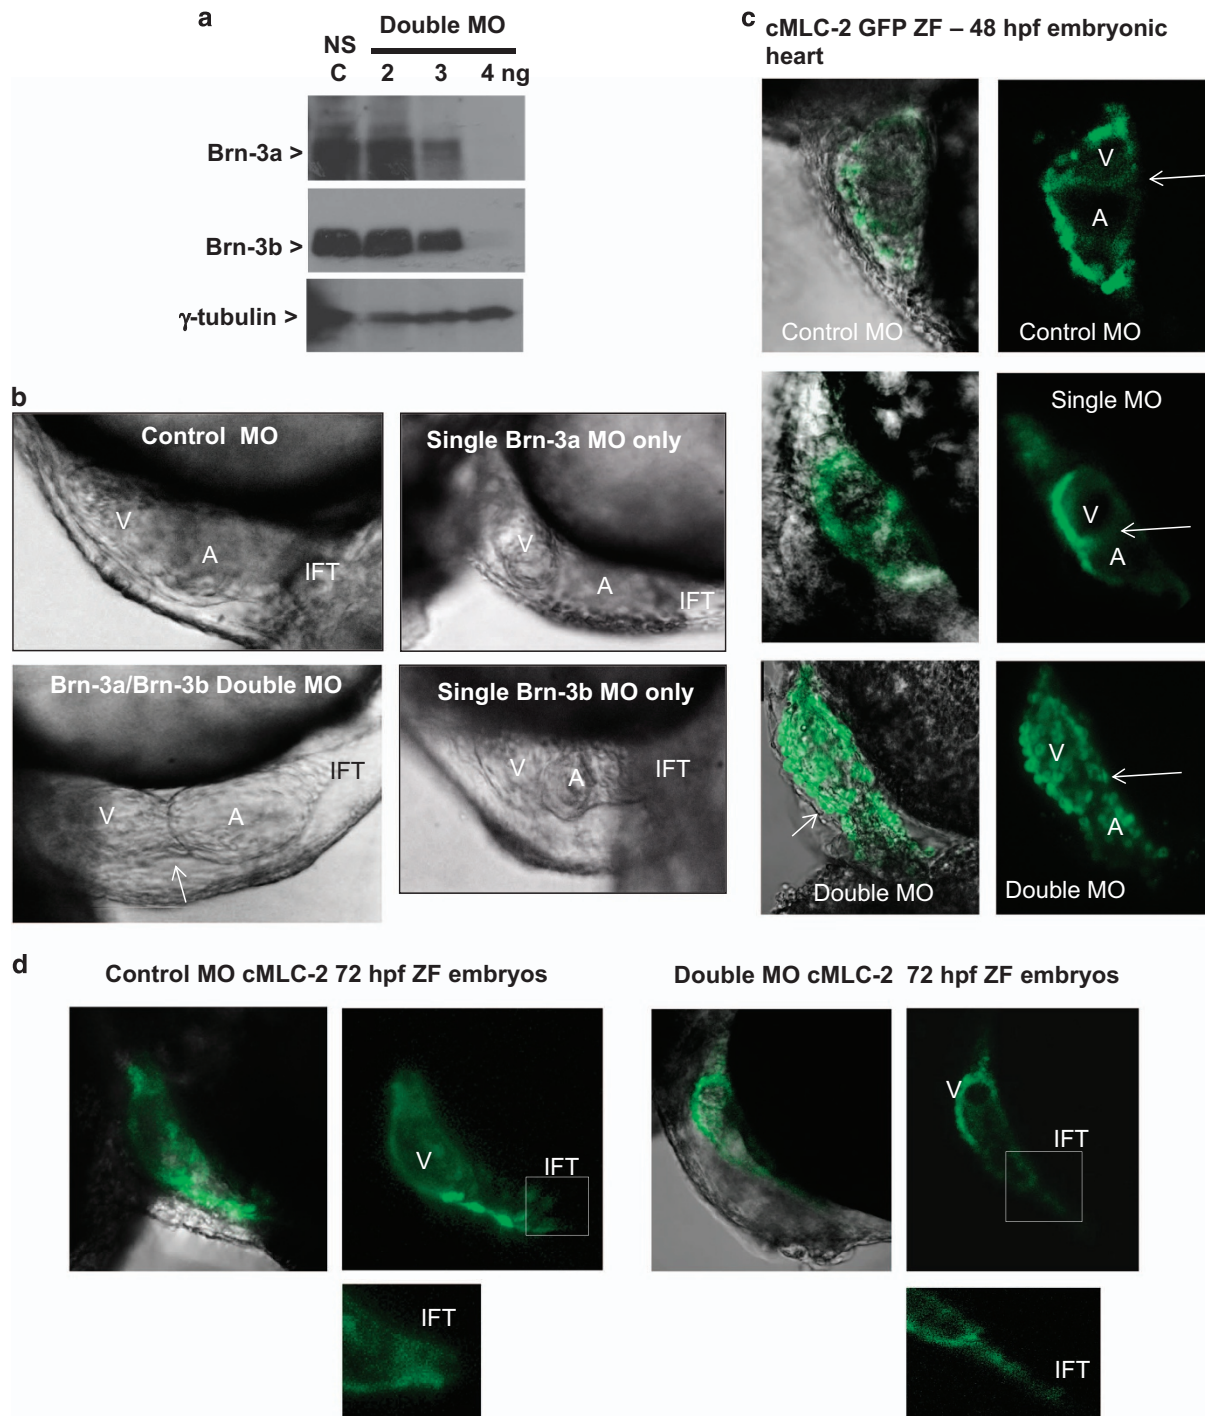 a
Double MO
NS
C 2 3 4 ng
Brn-3a >
Brn-3b >
γ-tubulin >
b
Control MO
V
A
IFT
Single Brn-3a MO only
V
A
IFT
Brn-3a/Brn-3b Double MO
V
A
IFT
Single Brn-3b MO only
V
A
IFT
c
cMLC-2 GFP ZF – 48 hpf embryonic
heart
Control MO
V
A
Control MO
Single MO
V
A
Double MO
V
A
Double MO
d
Control MO cMLC-2 72 hpf ZF embryos
V
IFT
IFT
Double MO cMLC-2 72 hpf ZF embryos
V
IFT
IFT